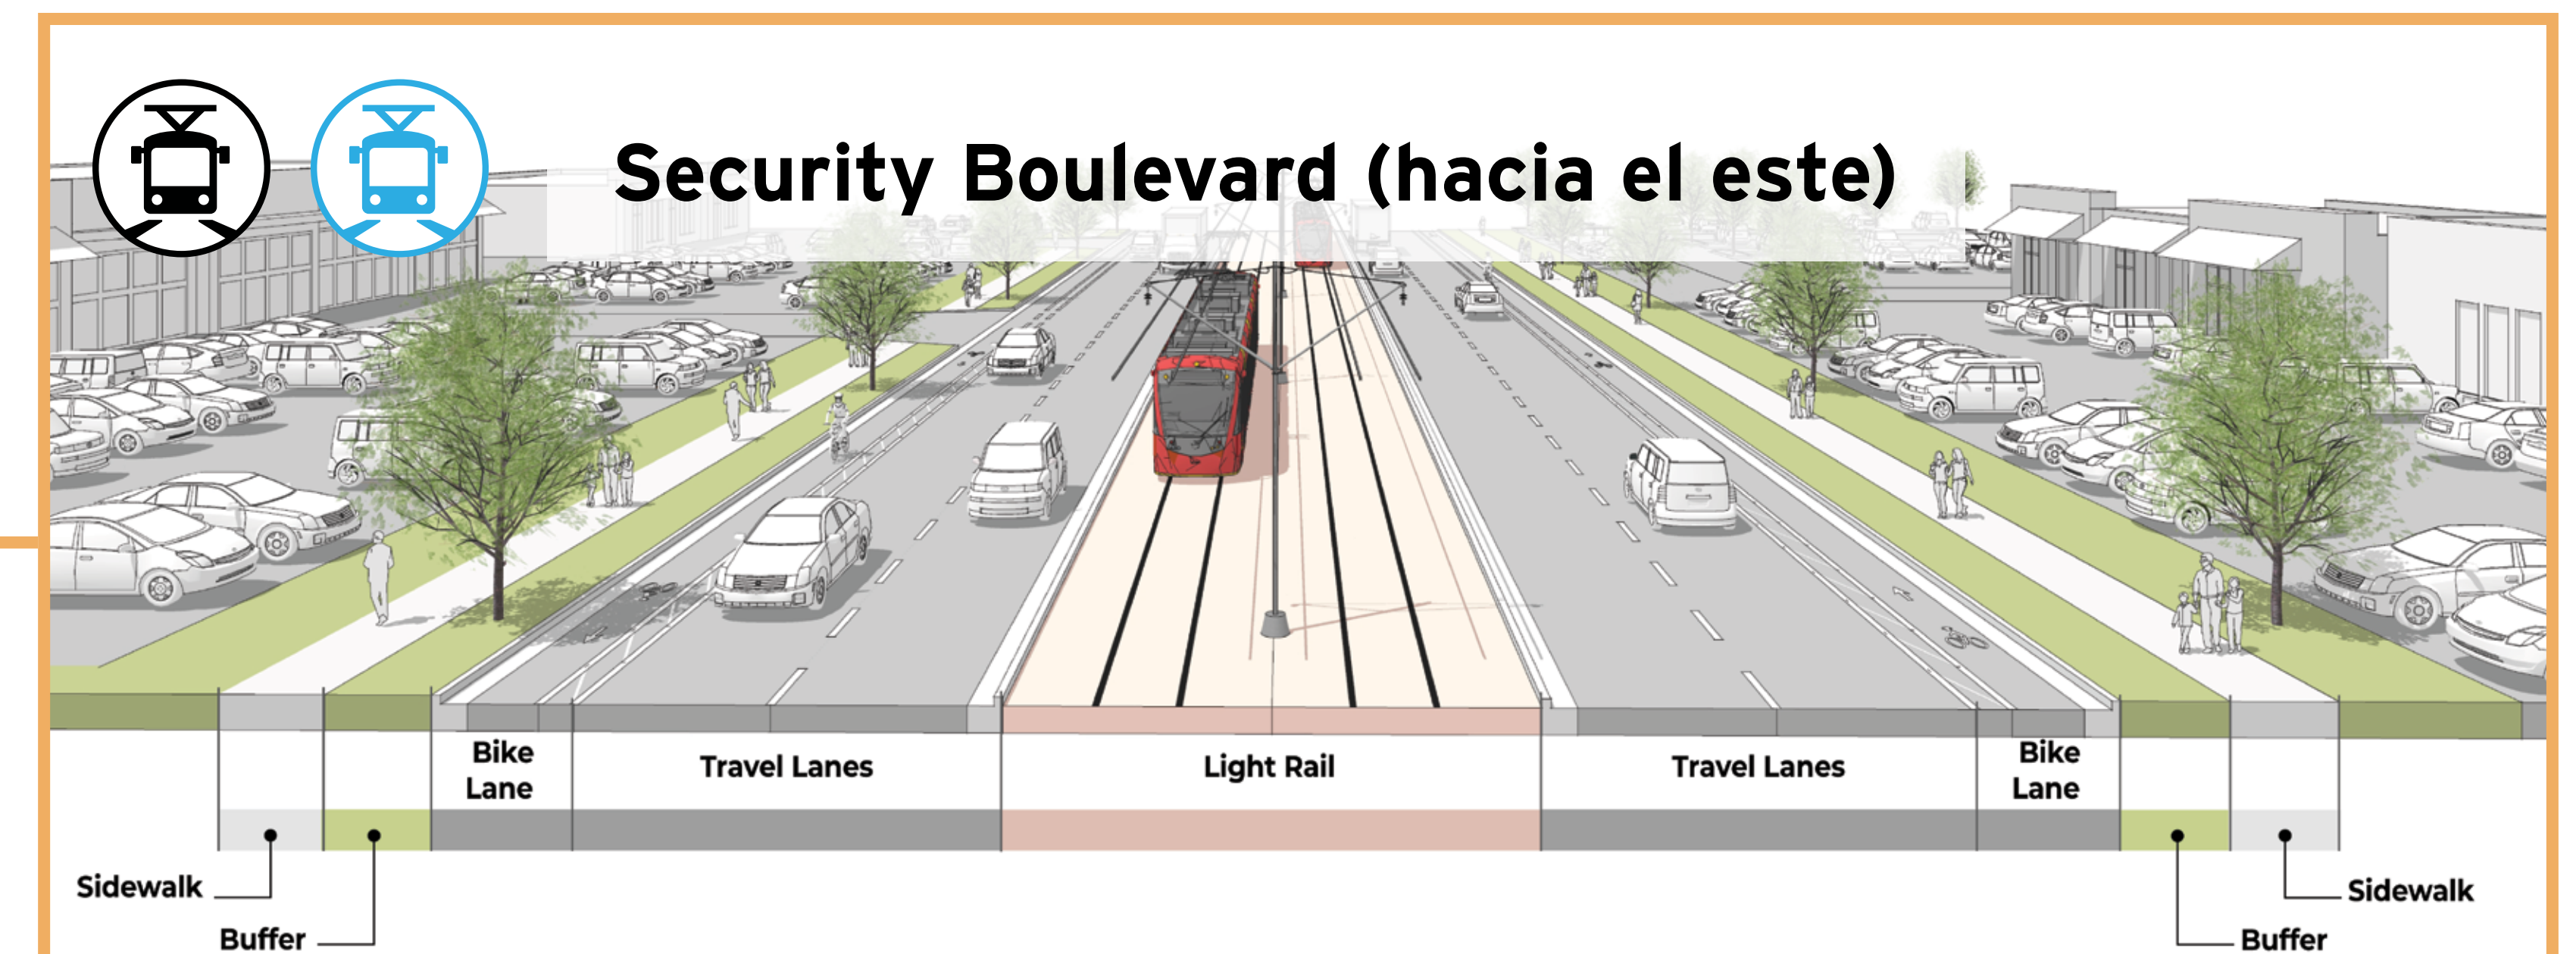 Security Boulevard (hacia el este)
Bike
Lane
Travel Lanes
Light Rail
Travel Lanes
Bike
Lane
Sidewalk
Buffer
Sidewalk
Buffer